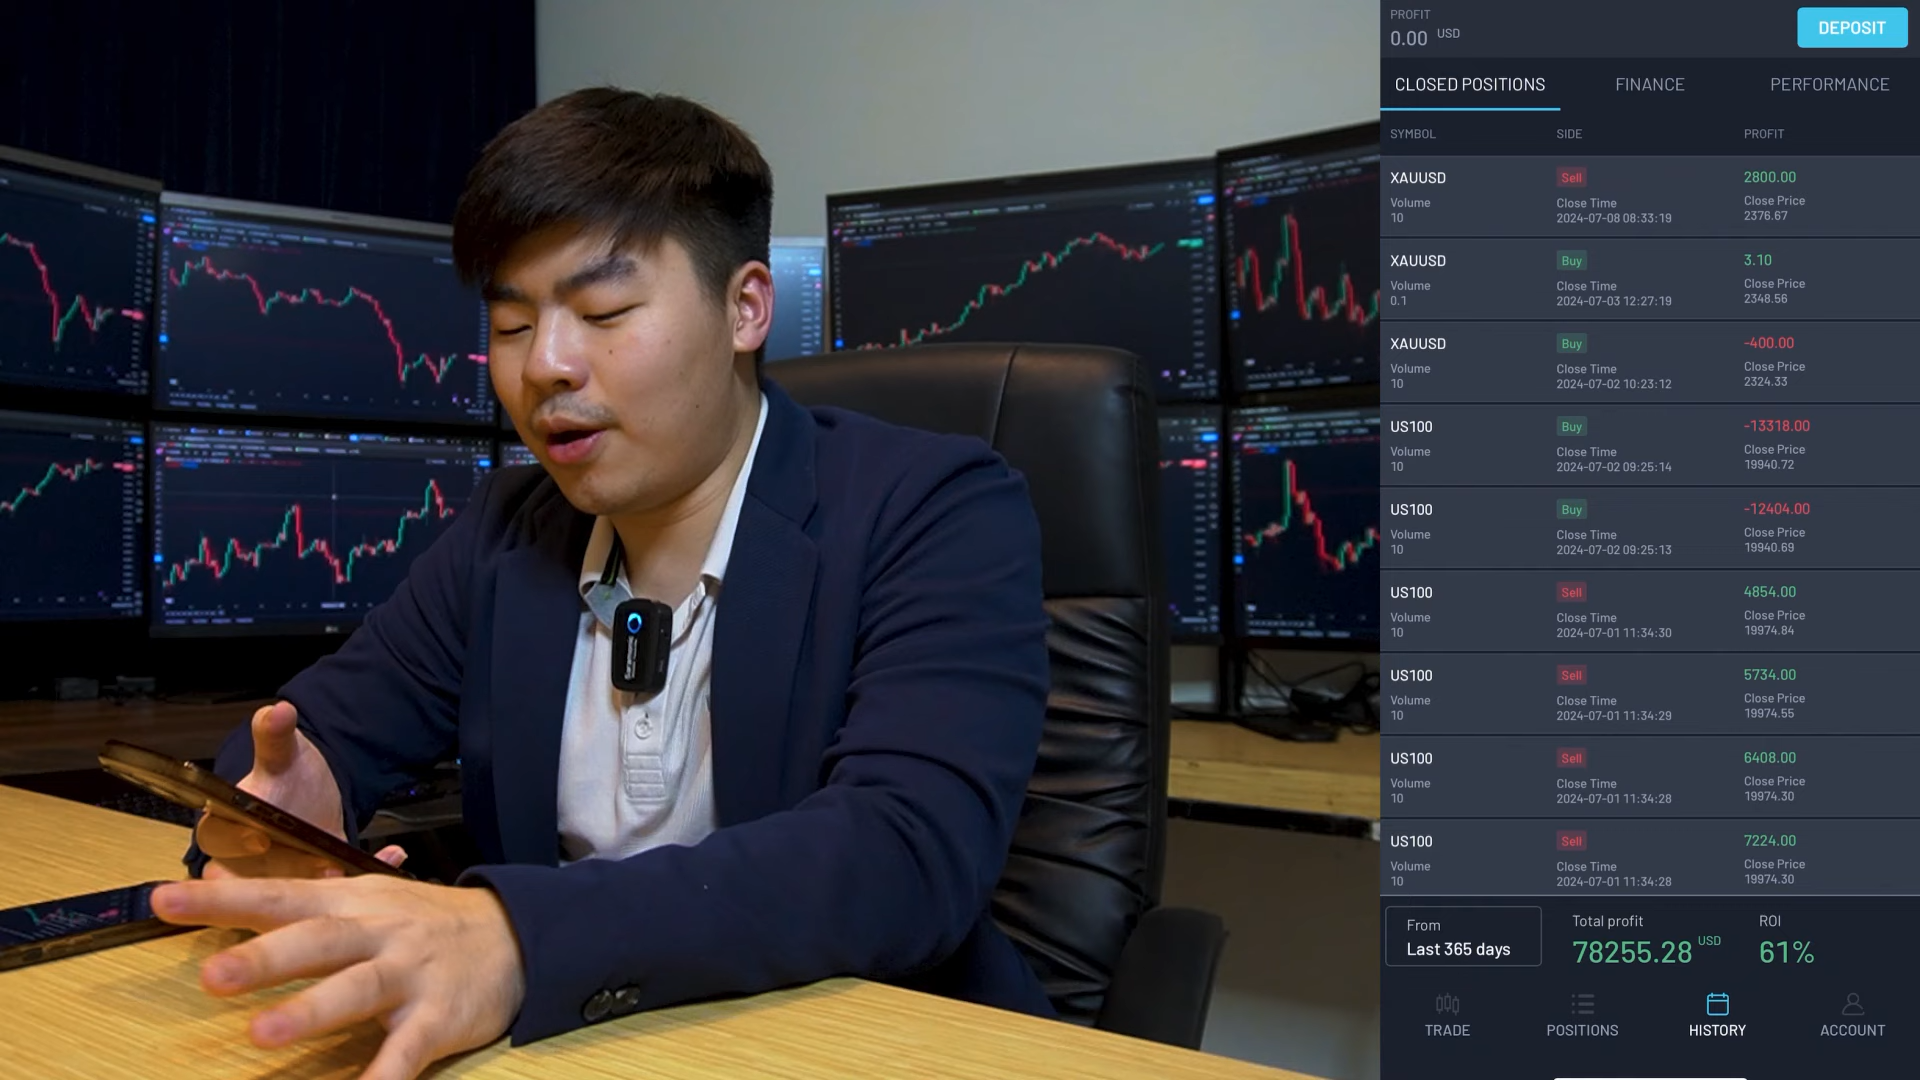 PROFIT
0.00 USD
DEPOSIT
CLOSED POSITIONS FINANCE PERFORMANCE
SYMBOL SIDE PROFIT
XAUUSD Sell 2800.00
Volume Close Time Close Price
10 2024-07-08 08:33:19 2376.67
XAUUSD Buy 3.10
Volume Close Time Close Price
0.1 2024-07-03 12:27:19 2348.56
XAUUSD Buy -400.00
Volume Close Time Close Price
10 2024-07-02 10:23:12 2324.33
US100 Buy -13318.00
Volume Close Time Close Price
10 2024-07-02 09:25:14 19940.72
US100 Buy -12404.00
Volume Close Time Close Price
10 2024-07-02 09:25:13 19940.69
US100 Sell 4854.00
Volume Close Time Close Price
10 2024-07-01 11:34:30 19974.84
US100 Sell 5734.00
Volume Close Time Close Price
10 2024-07-01 11:34:29 19974.55
US100 Sell 6408.00
Volume Close Time Close Price
10 2024-07-01 11:34:28 19974.30
US100 Sell 7224.00
Volume Close Time Close Price
10 2024-07-01 11:34:28 19974.30
From Total profit ROI
Last 365 days 78255.28 USD 61%
TRADE POSITIONS HISTORY ACCOUNT